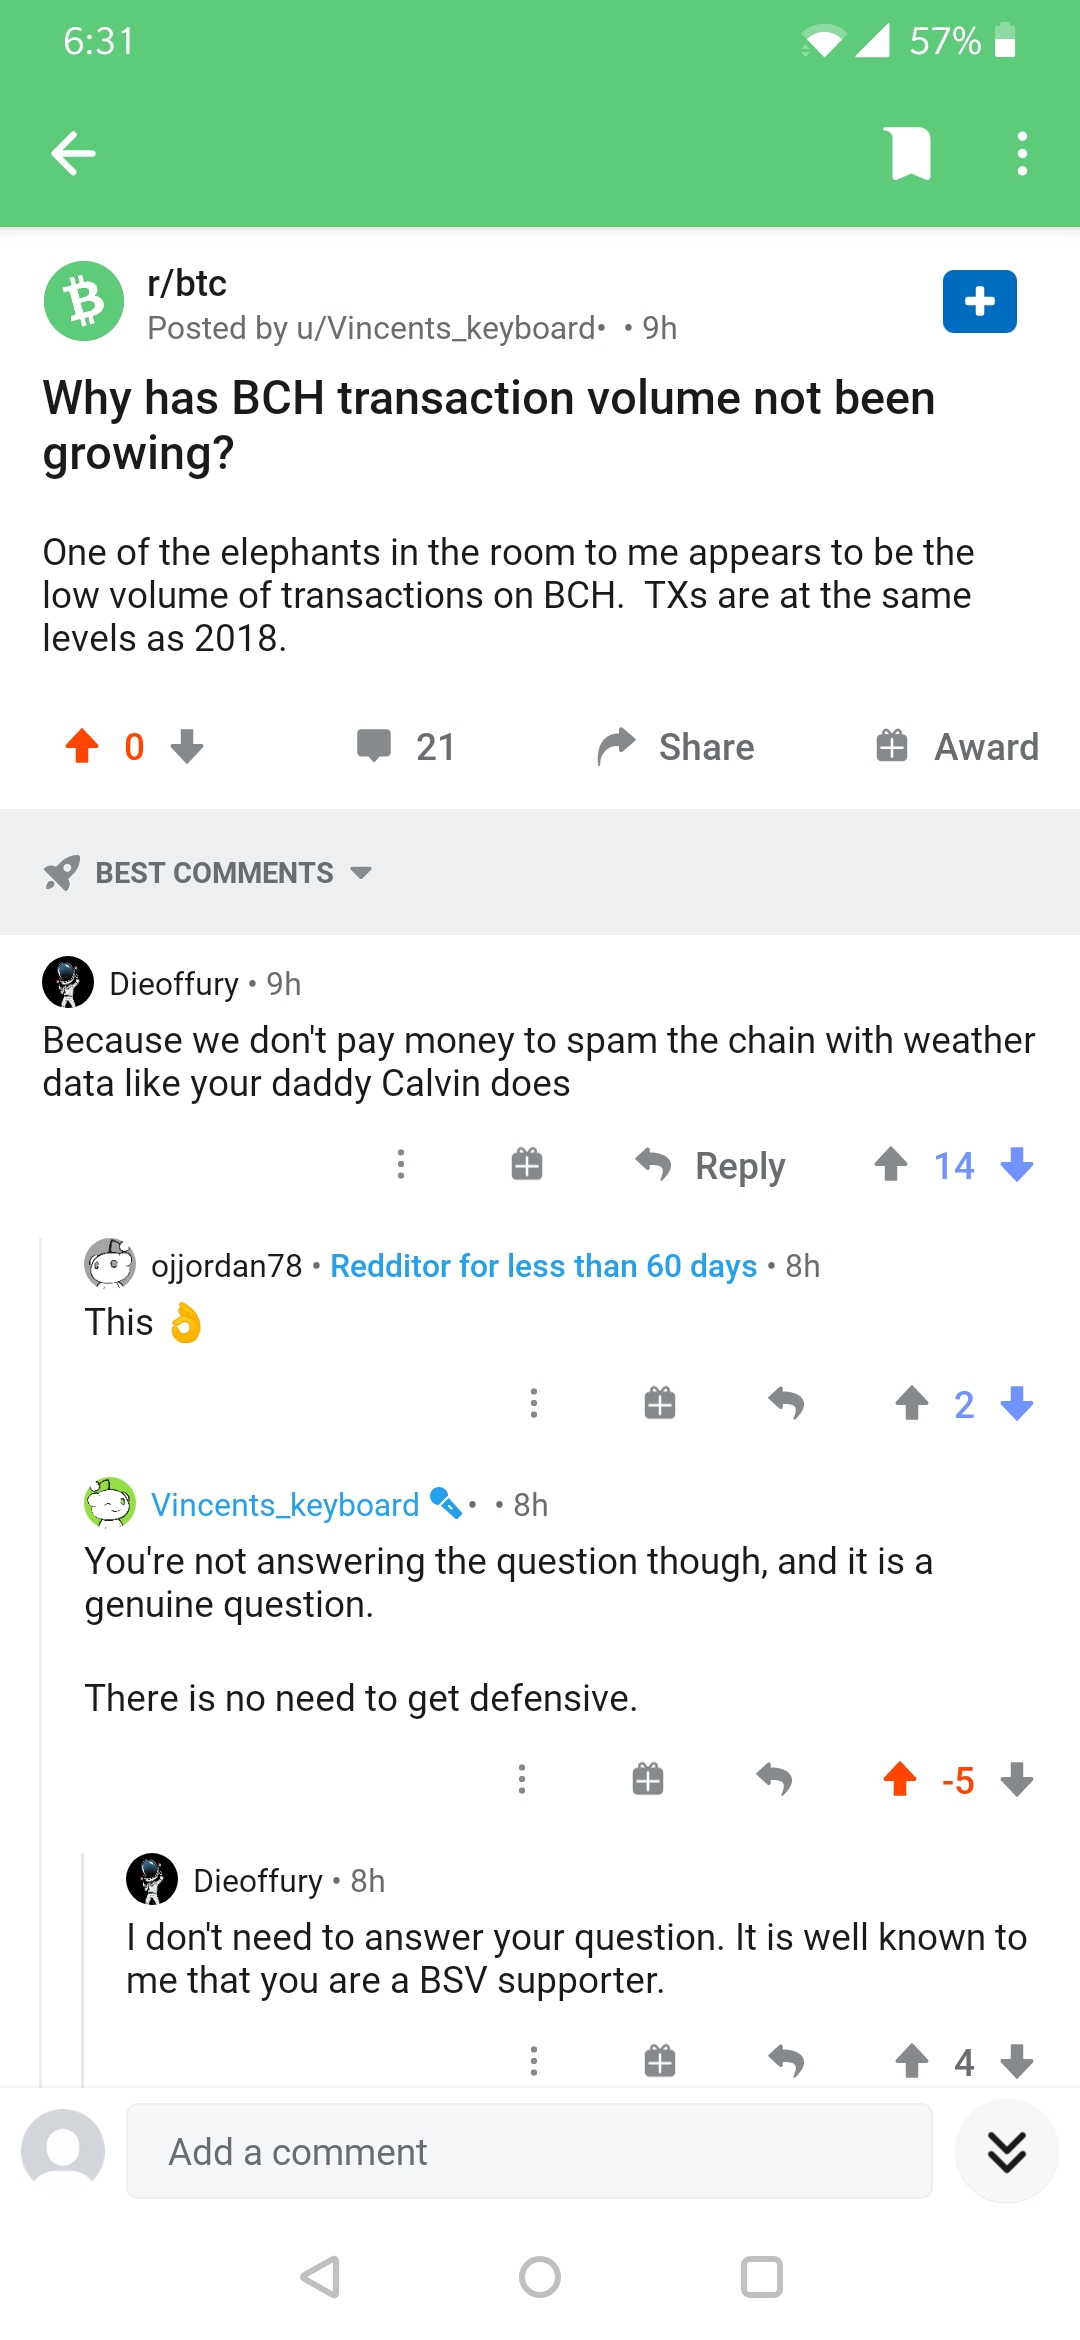 6:31
57%
r/btc
Posted by u/Vincents_keyboard• • 9h
Why has BCH transaction volume not been
growing?
One of the elephants in the room to me appears to be the
low volume of transactions on BCH.  TXs are at the same
levels as 2018.
0
21
Share
Award
BEST COMMENTS
Dieoffury • 9h
Because we don't pay money to spam the chain with weather
data like your daddy Calvin does
Reply
14
ojjordan78 • Redditor for less than 60 days • 8h
This 👌
2
Vincents_keyboard • • 8h
You're not answering the question though, and it is a
genuine question.
There is no need to get defensive.
-5
Dieoffury • 8h
I don't need to answer your question. It is well known to
me that you are a BSV supporter.
4
Add a comment